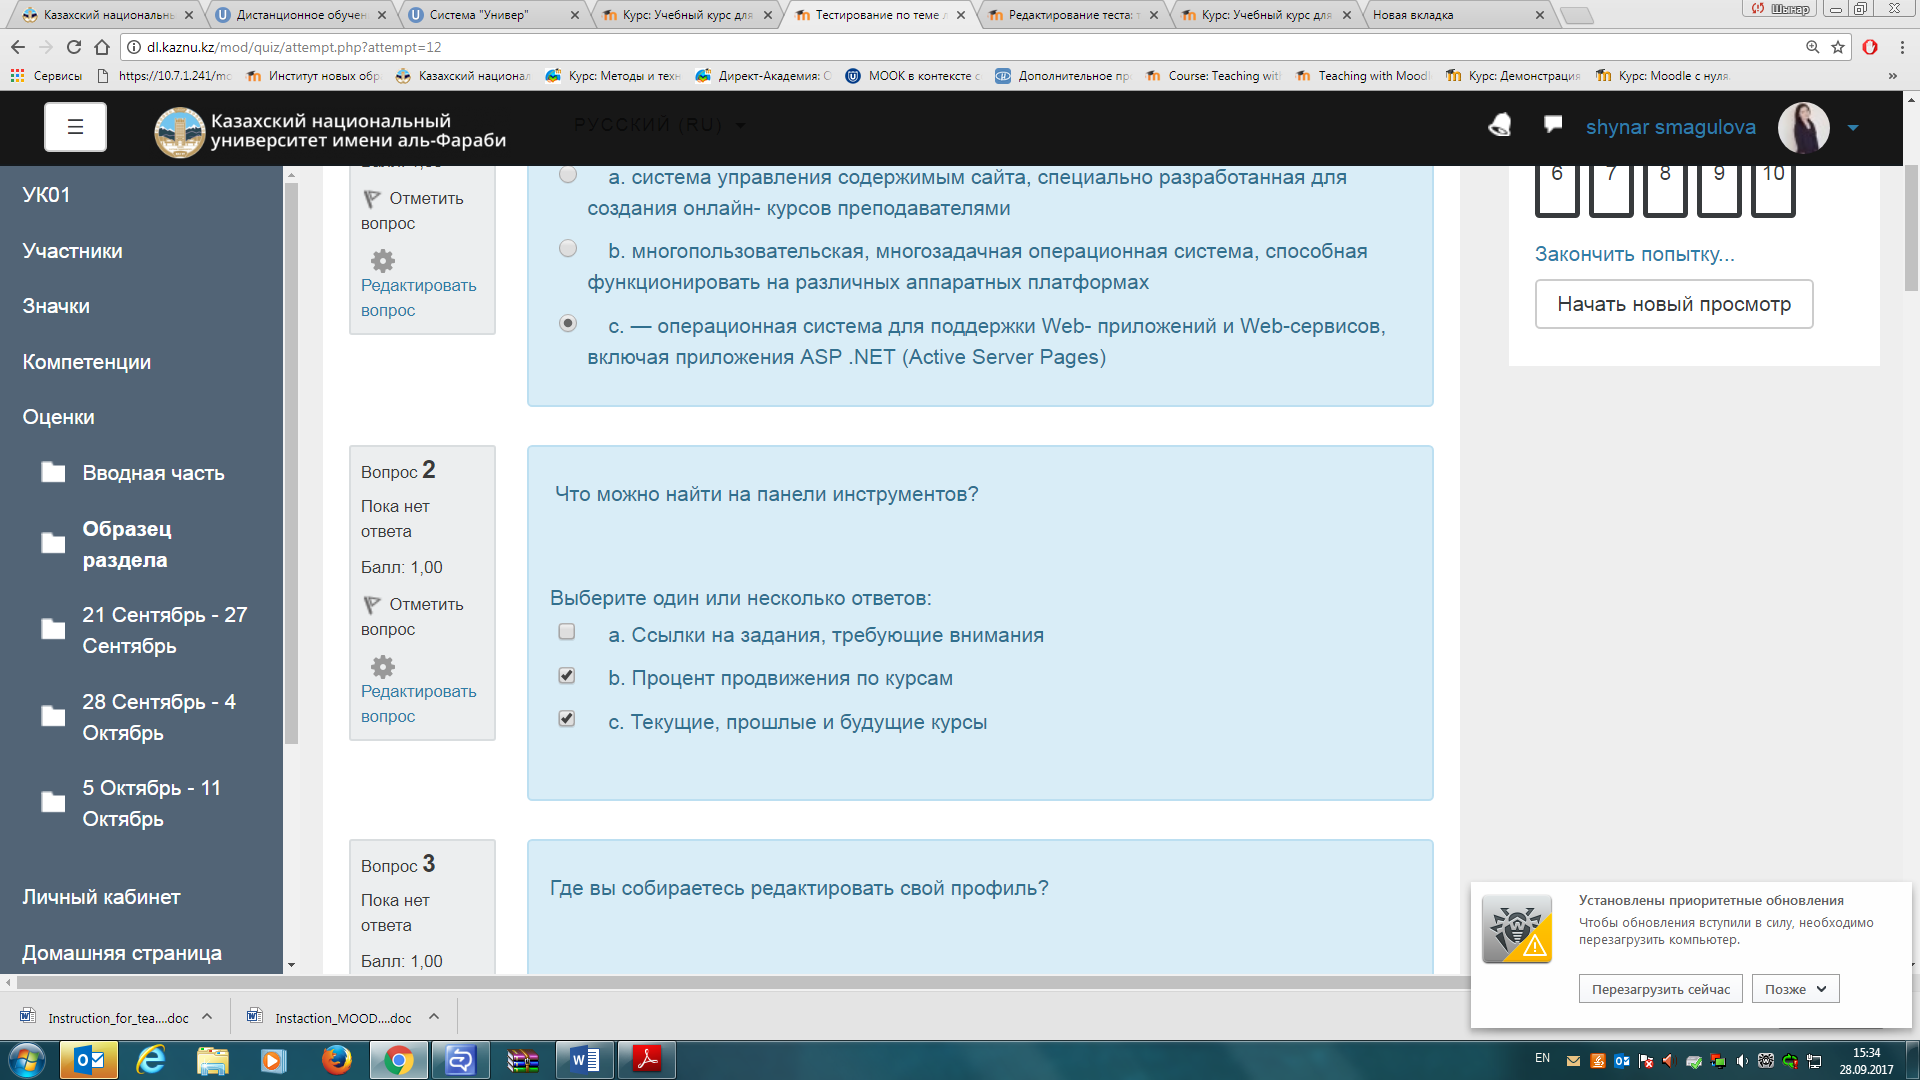 Казахский национальнь
Дистанционное обучен
Система "Универ"
Курс: Учебный курс для
Тестирование по теме л
Редактирование теста: т
Курс: Учебный курс для
Новая вкладка
Шынар
dl.kaznu.kz/mod/quiz/attempt.php?attempt=12
Сервисы
https://10.7.1.241/mo
Институт новых обр
Казахский национал
Курс: Методы и техн
Директ-Академия: С
МООК в контексте с
Дополнительное пр
Course: Teaching with
Teaching with Moodl
Курс: Демонстрация
Курс: Moodle с нуля
»
Казахский национальный
университет имени аль-Фараби
РУССКИЙ (RU)
shynar smagulova
УК01
Участники
Значки
Компетенции
Оценки
Вводная часть
Образец
раздела
21 Сентябрь - 27
Сентябрь
28 Сентябрь - 4
Октябрь
5 Октябрь - 11
Октябрь
Личный кабинет
Домашняя страница
Отметить
вопрос
Редактировать
вопрос
a. система управления содержимым сайта, специально разработанная для
создания онлайн- курсов преподавателями
b. многопользовательская, многозадачная операционная система, способная
функционировать на различных аппаратных платформах
c. — операционная система для поддержки Web- приложений и Web-сервисов,
включая приложения ASP .NET (Active Server Pages)
6 7 8 9 10
Закончить попытку...
Начать новый просмотр
Вопрос 2
Пока нет
ответа
Балл: 1,00
Отметить
вопрос
Редактировать
вопрос
Что можно найти на панели инструментов?
Выберите один или несколько ответов:
a. Ссылки на задания, требующие внимания
b. Процент продвижения по курсам
c. Текущие, прошлые и будущие курсы
Вопрос 3
Пока нет
ответа
Балл: 1,00
Где вы собираетесь редактировать свой профиль?
Установлены приоритетные обновления
Чтобы обновления вступили в силу, необходимо
перезагрузить компьютер.
Перезагрузить сейчас
Позже
Instruction_for_tea....doc
Instaction_MOOD....doc
EN
15:34
28.09.2017